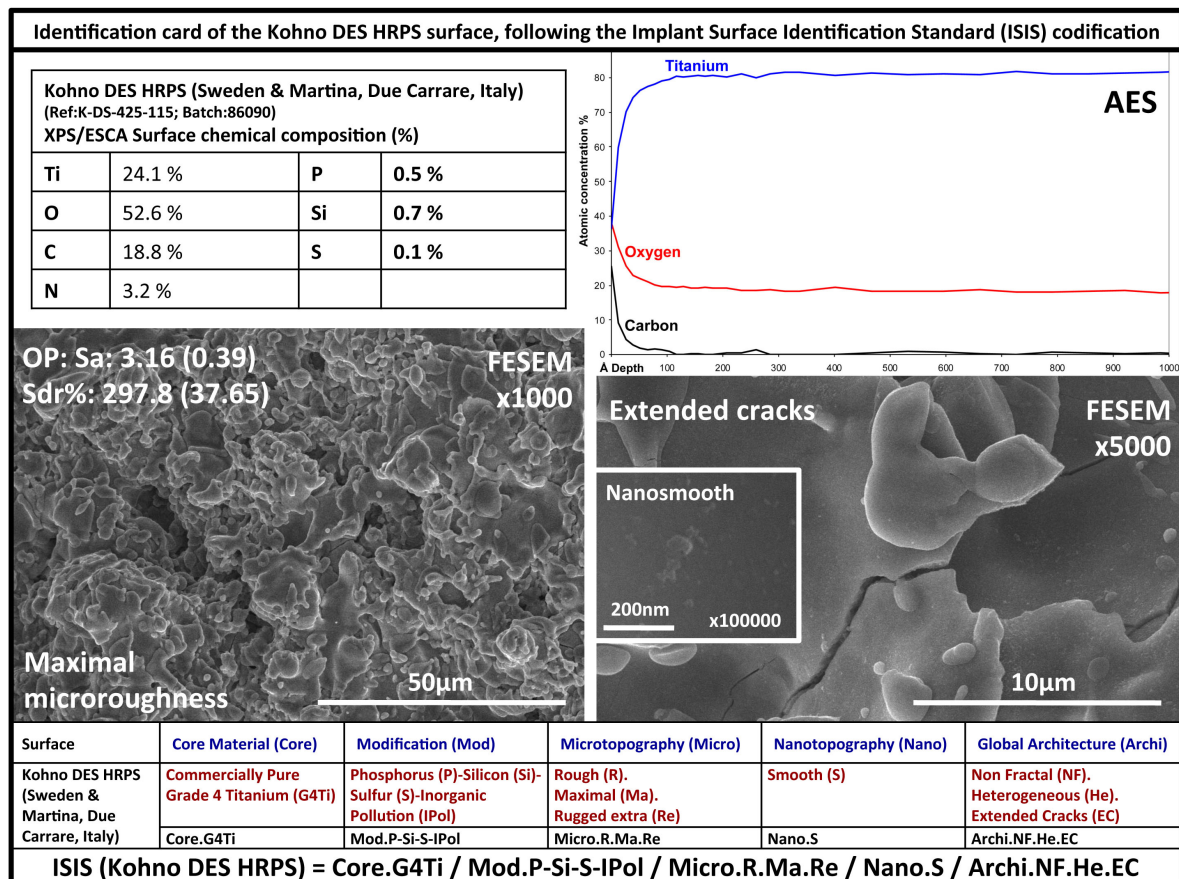 Identification card of the Kohno DES HRPS surface, following the Implant Surface Identification Standard (ISIS) codification
Kohno DES HRPS (Sweden & Martina, Due Carrare, Italy)
(Ref:K-DS-425-115; Batch:86090)
XPS/ESCA Surface chemical composition (%)
Ti 24.1 % P 0.5 %
O 52.6 % Si 0.7 %
C 18.8 % S 0.1 %
N 3.2 %
Titanium
AES
Atomic concentration %
80
70
60
50
40
30
20
10
0
Oxygen
Carbon
Å Depth 100 200 300 400 500 600 700 800 900 1000
OP: Sa: 3.16 (0.39)
Sdr%: 297.8 (37.65)
FESEM
x1000
Maximal
microroughness
50μm
Extended cracks
FESEM
x5000
Nanosmooth
200nm
x100000
10μm
Surface Core Material (Core) Modification (Mod) Microtopography (Micro) Nanotopography (Nano) Global Architecture (Archi)
Kohno DES HRPS
(Sweden &
Martina, Due
Carrare, Italy)
Commercially Pure
Grade 4 Titanium (G4Ti)
Phosphorus (P)-Silicon (Si)-
Sulfur (S)-Inorganic
Pollution (IPol)
Rough (R).
Maximal (Ma).
Rugged extra (Re)
Smooth (S)
Non Fractal (NF).
Heterogeneous (He).
Extended Cracks (EC)
Core.G4Ti Mod.P-Si-S-IPol Micro.R.Ma.Re Nano.S Archi.NF.He.EC
ISIS (Kohno DES HRPS) = Core.G4Ti / Mod.P-Si-S-IPol / Micro.R.Ma.Re / Nano.S / Archi.NF.He.EC